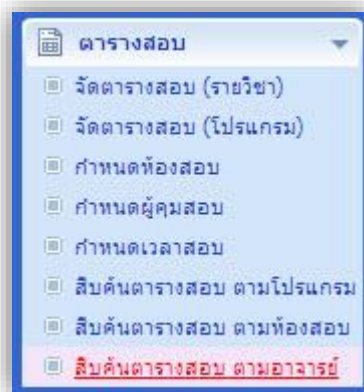 ตารางสอบ
จัดตารางสอบ (รายวิชา)
จัดตารางสอบ (โปรแกรม)
กำหนดห้องสอบ
กำหนดผู้คุมสอบ
กำหนดเวลาสอบ
สืบค้นตารางสอบ ตามโปรแกรม
สืบค้นตารางสอบ ตามห้องสอบ
สืบค้นตารางสอบ ตามอาจารย์